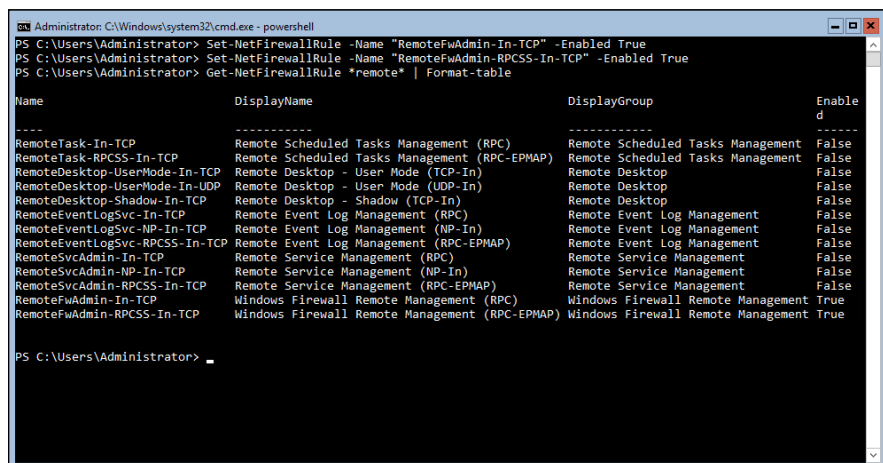 Administrator: C:\Windows\system32\cmd.exe - powershell
PS C:\Users\Administrator> Set-NetFirewallRule -Name "RemoteFwAdmin-In-TCP" -Enabled True
PS C:\Users\Administrator> Set-NetFirewallRule -Name "RemoteFwAdmin-RPCSS-In-TCP" -Enabled True
PS C:\Users\Administrator> Get-NetFirewallRule *remote* | Format-table
Name DisplayName DisplayGroup Enable
d
---- ----------- ------------ ------
RemoteTask-In-TCP Remote Scheduled Tasks Management (RPC) Remote Scheduled Tasks Management False
RemoteTask-RPCSS-In-TCP Remote Scheduled Tasks Management (RPC-EPMAP) Remote Scheduled Tasks Management False
RemoteDesktop-UserMode-In-TCP Remote Desktop - User Mode (TCP-In) Remote Desktop False
RemoteDesktop-UserMode-In-UDP Remote Desktop - User Mode (UDP-In) Remote Desktop False
RemoteDesktop-Shadow-In-TCP Remote Desktop - Shadow (TCP-In) Remote Desktop False
RemoteEventLogSvc-In-TCP Remote Event Log Management (RPC) Remote Event Log Management False
RemoteEventLogSvc-NP-In-TCP Remote Event Log Management (NP-In) Remote Event Log Management False
RemoteEventLogSvc-RPCSS-In-TCP Remote Event Log Management (RPC-EPMAP) Remote Event Log Management False
RemoteSvcAdmin-In-TCP Remote Service Management (RPC) Remote Service Management False
RemoteSvcAdmin-NP-In-TCP Remote Service Management (NP-In) Remote Service Management False
RemoteSvcAdmin-RPCSS-In-TCP Remote Service Management (RPC-EPMAP) Remote Service Management False
RemoteFwAdmin-In-TCP Windows Firewall Remote Management (RPC) Windows Firewall Remote Management True
RemoteFwAdmin-RPCSS-In-TCP Windows Firewall Remote Management (RPC-EPMAP) Windows Firewall Remote Management True
PS C:\Users\Administrator>